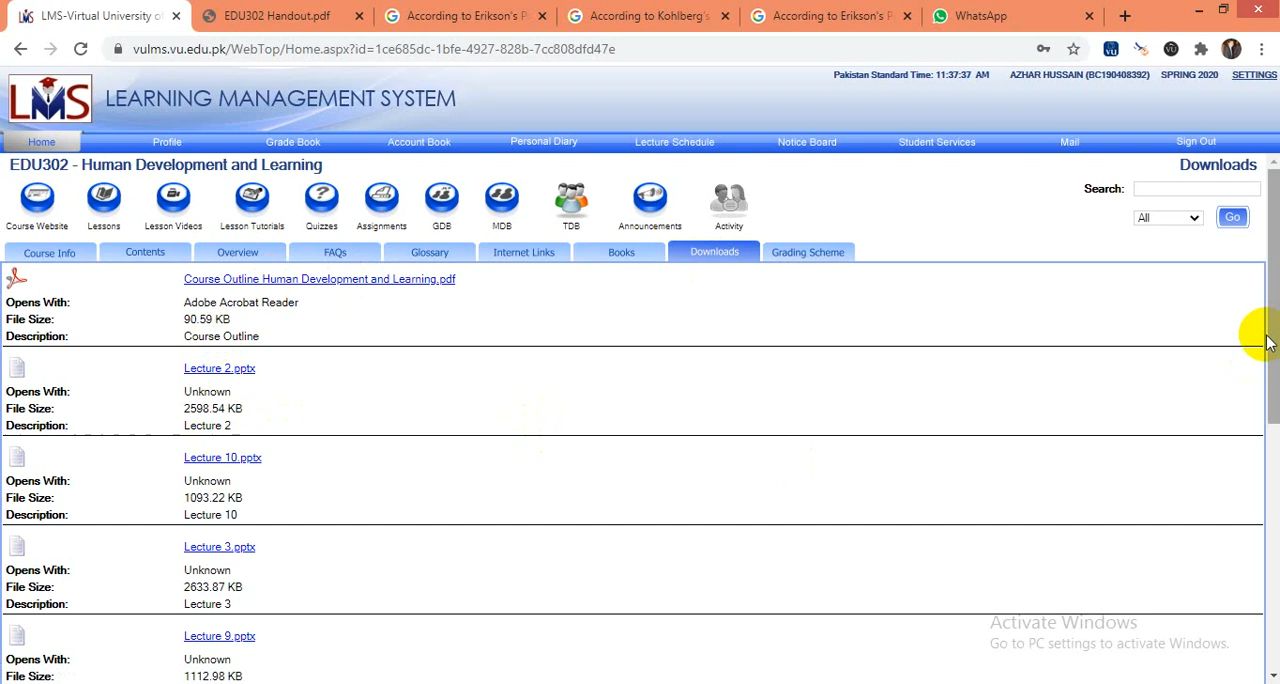 LMS-Virtual University of
EDU302 Handout.pdf
According to Erikson's P
According to Kohlberg's
According to Erikson's P
WhatsApp
vulms.vu.edu.pk/WebTop/Home.aspx?id=1ce685dc-1bfe-4927-828b-7cc808dfd47e
vu
Pakistan Standard Time: 11:37:37 AM AZHAR HUSSAIN (BC190408392) SPRING 2020 SETTINGS
LMS LEARNING MANAGEMENT SYSTEM
Home Profile Grade Book Account Book Personal Diary Lecture Schedule Notice Board Student Services Mail Sign Out
EDU302 - Human Development and Learning Downloads
Search:
Course Website Lessons Lesson Videos Lesson Tutorials Quizzes Assignments GDB MDB TDB Announcements Activity
All Go
Course Info Contents Overview FAQs Glossary Internet Links Books Downloads Grading Scheme
Course Outline Human Development and Learning.pdf
Opens With: Adobe Acrobat Reader
File Size: 90.59 KB
Description: Course Outline
Lecture 2.pptx
Opens With: Unknown
File Size: 2598.54 KB
Description: Lecture 2
Lecture 10.pptx
Opens With: Unknown
File Size: 1093.22 KB
Description: Lecture 10
Lecture 3.pptx
Opens With: Unknown
File Size: 2633.87 KB
Description: Lecture 3
Lecture 9.pptx
Opens With: Unknown
File Size: 1112.98 KB
Activate Windows
Go to PC settings to activate Windows.